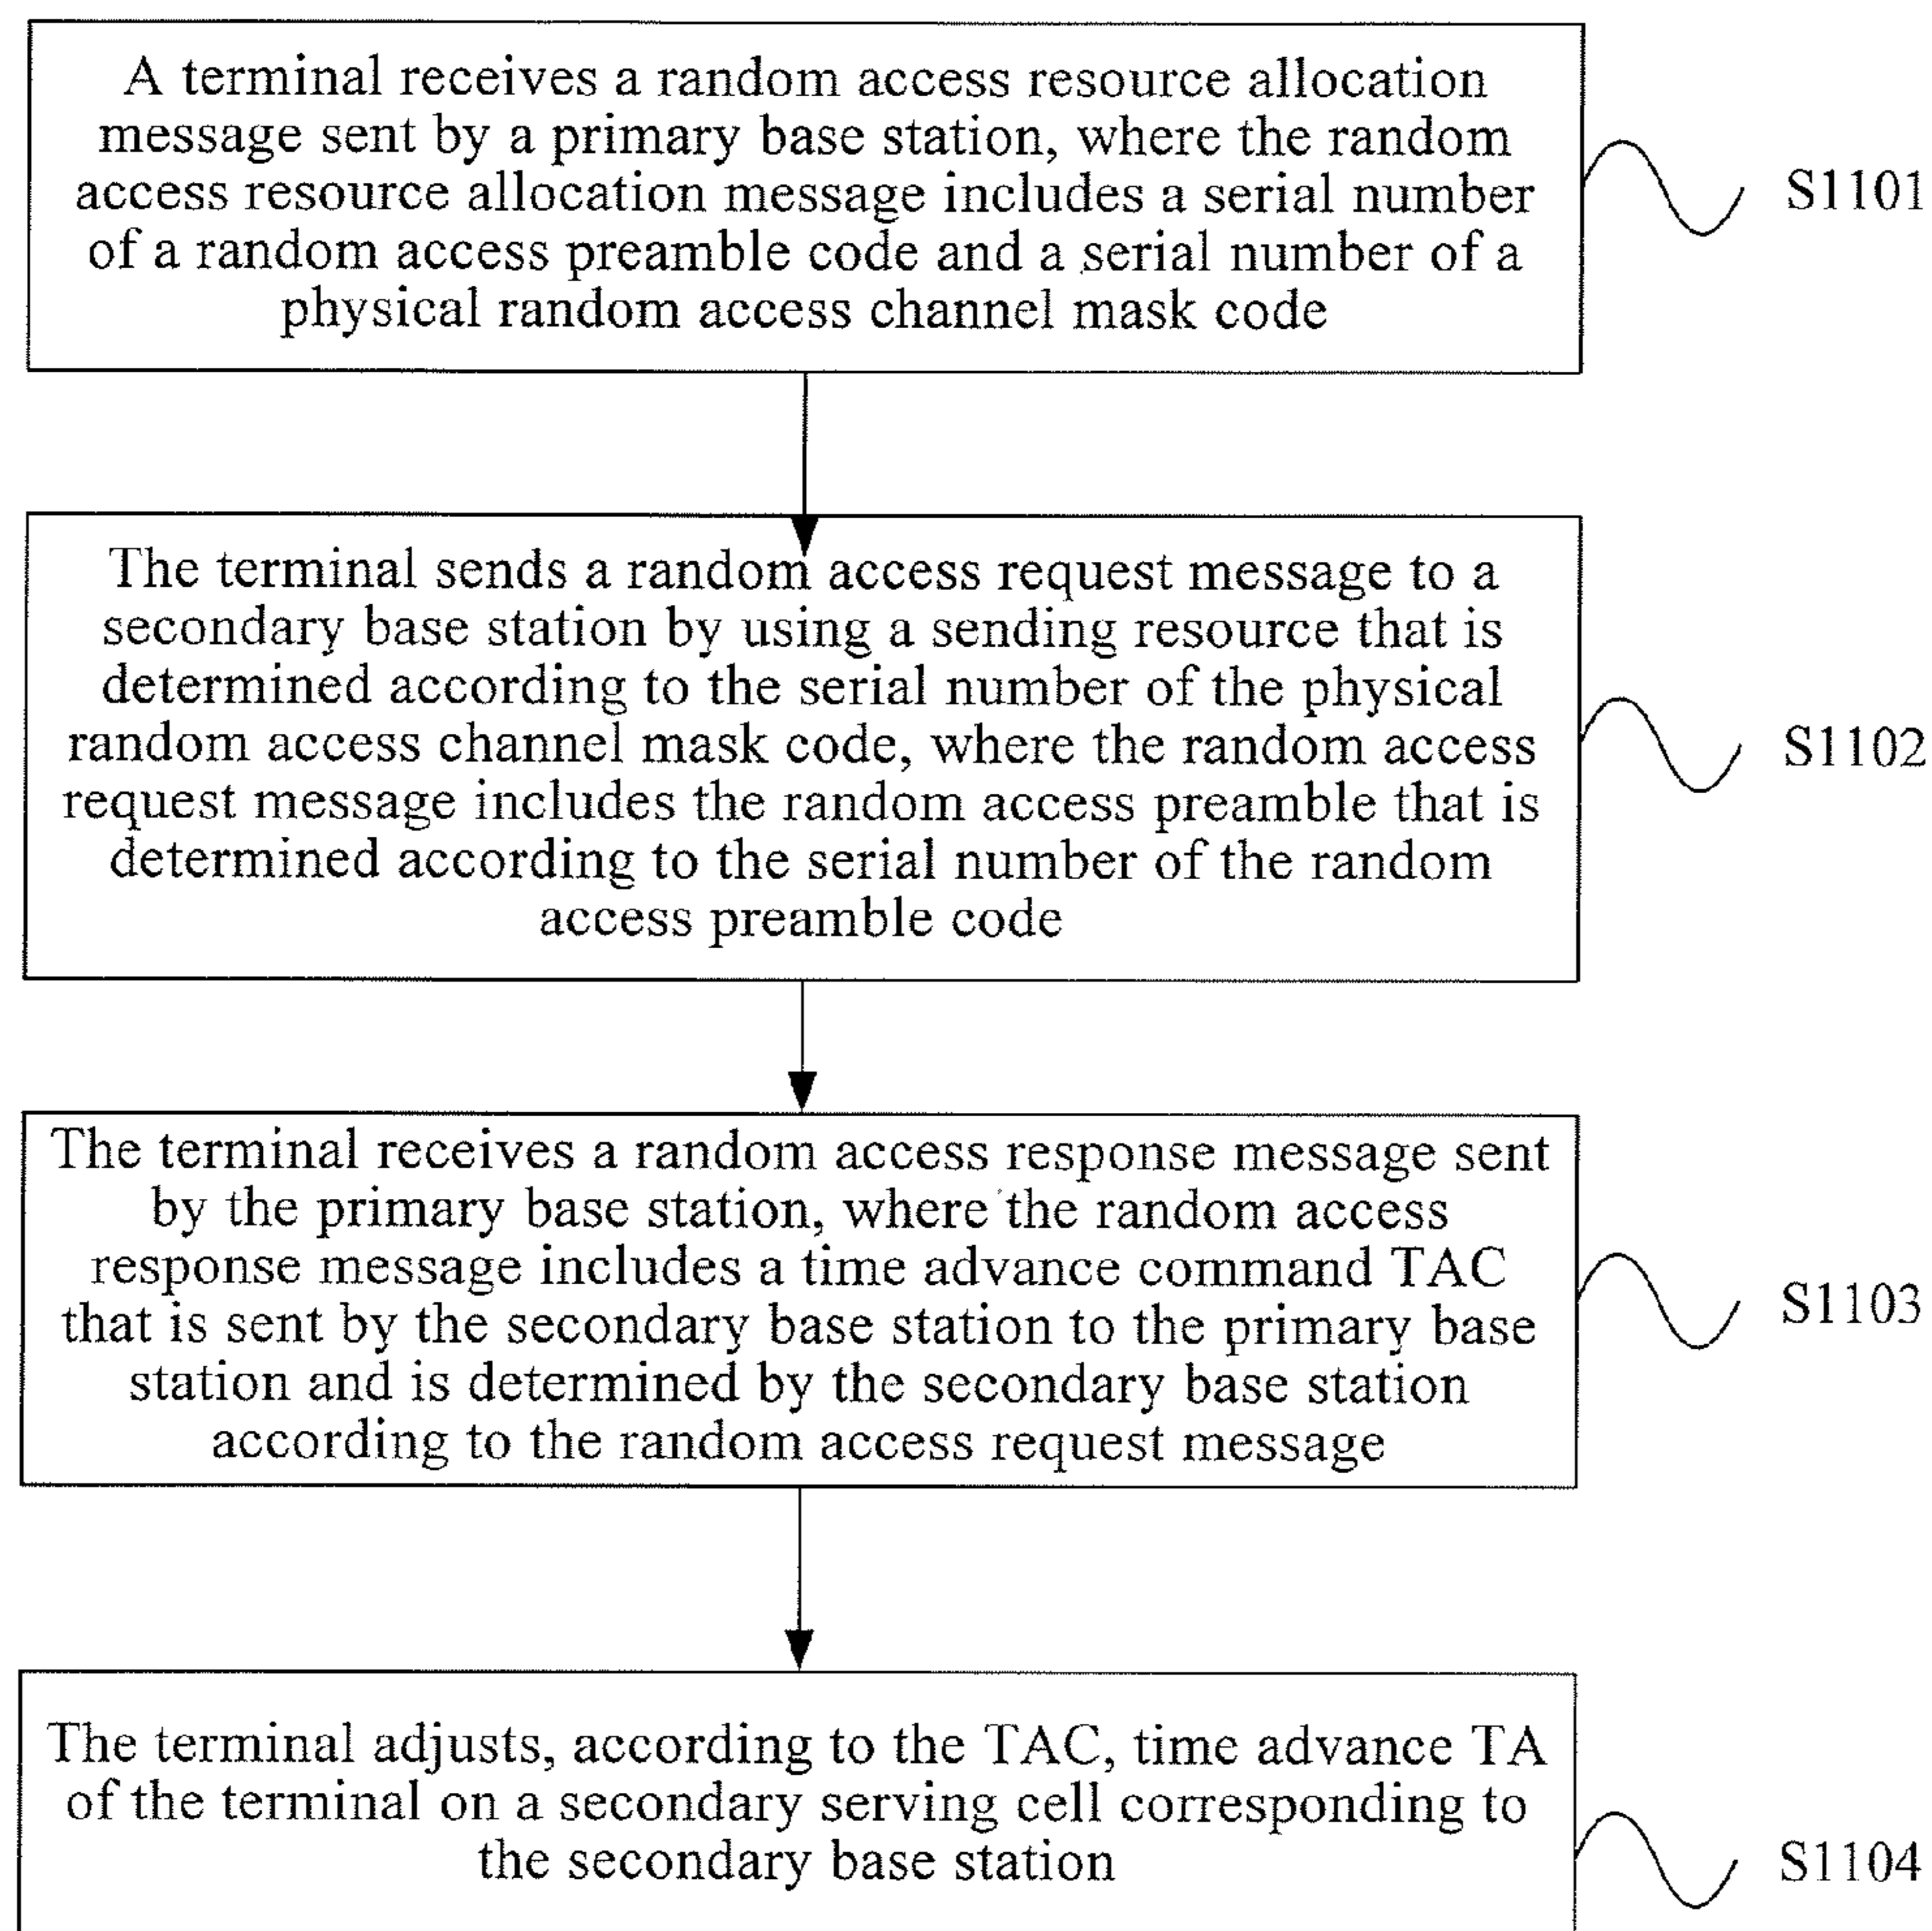 A terminal receives a random access resource allocation
message sent by a primary base station, where the random
access resource allocation message includes a serial number
of a random access preamble code and a serial number of a
physical random access channel mask code
S1101
The terminal sends a random access request message to a
secondary base station by using a sending resource that is
determined according to the serial number of the physical
random access channel mask code, where the random access
request message includes the random access preamble that is
determined according to the serial number of the random
access preamble code
S1102
The terminal receives a random access response message sent
by the primary base station, where the random access
response message includes a time advance command TAC
that is sent by the secondary base station to the primary base
station and is determined by the secondary base station
according to the random access request message
S1103
The terminal adjusts, according to the TAC, time advance TA
of the terminal on a secondary serving cell corresponding to
the secondary base station
S1104